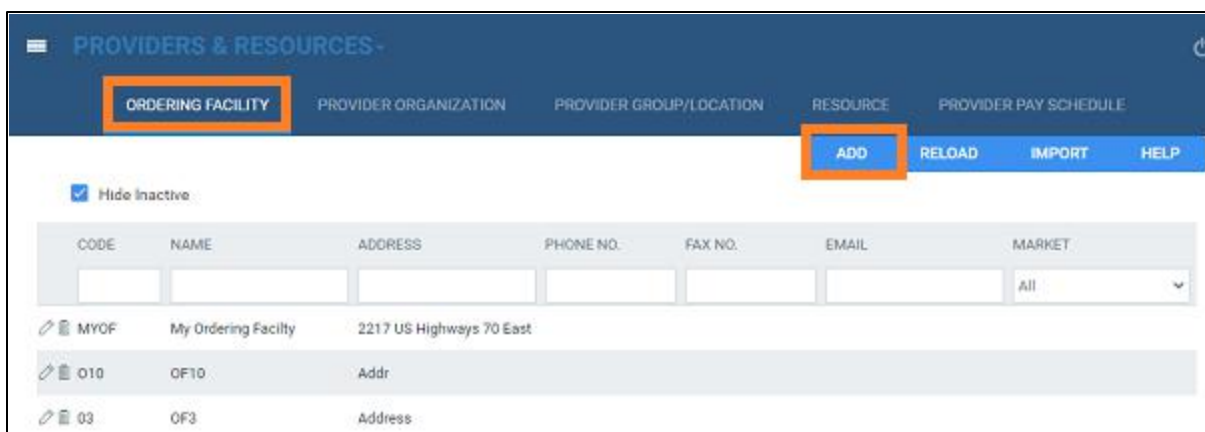 PROVIDERS & RESOURCES-
ORDERING FACILITY PROVIDER ORGANIZATION PROVIDER GROUP/LOCATION RESOURCE PROVIDER PAY SCHEDULE
ADD RELOAD IMPORT HELP
Hide Inactive
CODE NAME ADDRESS PHONE NO. FAX NO. EMAIL MARKET
All
MYOF My Ordering Facilty 2217 US Highways 70 East
O10 OF10 Addr
03 OF3 Address